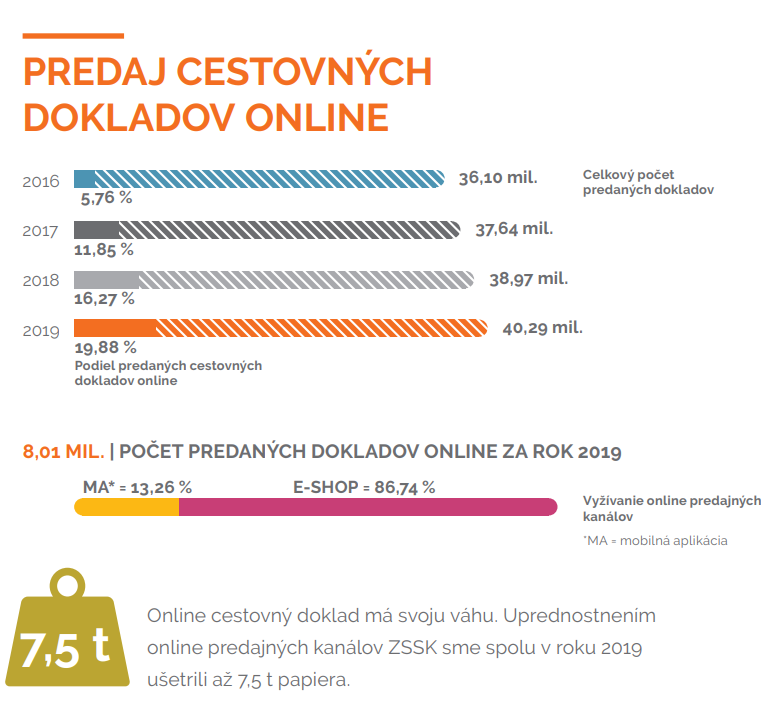 PREDAJ CESTOVNÝCH
DOKLADOV ONLINE
2016
36,10 mil.
Celkový počet
predaných dokladov
5,76 %
2017
37,64 mil.
11,85 %
2018
38,97 mil.
16,27 %
2019
40,29 mil.
19,88 %
Podiel predaných cestovných
dokladov online
8,01 MIL. | POČET PREDANÝCH DOKLADOV ONLINE ZA ROK 2019
MA* = 13,26 %
E-SHOP = 86,74 %
Vyžívanie online predajných
kanálov
*MA = mobilná aplikácia
7,5 t
Online cestovný doklad má svoju váhu. Uprednostnením
online predajných kanálov ZSSK sme spolu v roku 2019
ušetrili až 7,5 t papiera.